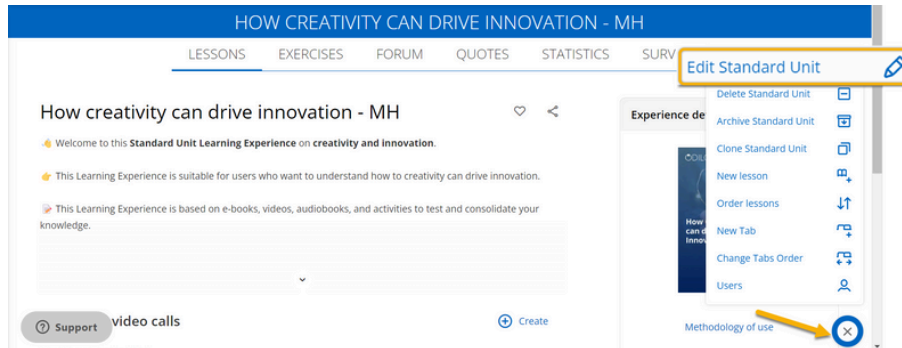 HOW CREATIVITY CAN DRIVE INNOVATION - MH
LESSONS EXERCISES FORUM QUOTES STATISTICS SURV
Edit Standard Unit
Delete Standard Unit
Archive Standard Unit
Clone Standard Unit
New lesson
Order lessons
New Tab
Change Tabs Order
Users
How creativity can drive innovation - MH
Welcome to this Standard Unit Learning Experience on creativity and innovation.
This Learning Experience is suitable for users who want to understand how to creativity can drive innovation.
This Learning Experience is based on e-books, videos, audiobooks, and activities to test and consolidate your
knowledge.
Experience de
How
can d
Innov
Support
video calls
Create
Methodology of use